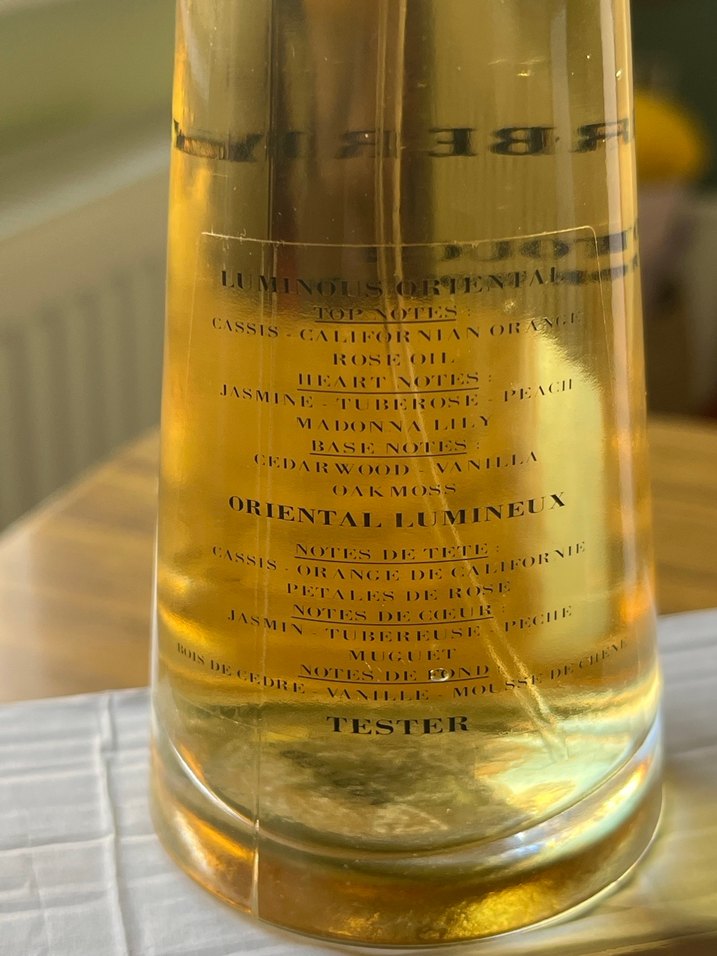 BURBERRY
TOUCH
LUMINOUS ORIENTAL
TOP NOTES :
CASSIS - CALIFORNIAN ORANGE
ROSE OIL
HEART NOTES :
JASMINE - TUBEROSE - PEACH
MADONNA LILY
BASE NOTES :
CEDARWOOD - VANILLA
OAKMOSS
ORIENTAL LUMINEUX
NOTES DE TETE :
CASSIS - ORANGE DE CALIFORNIE
PETALES DE ROSE
NOTES DE CŒUR :
JASMIN - TUBEREUSE - PECHE
MUGUET
NOTES DE FOND
BOIS DE CEDRE - VANILLE - MOUSSE DE CHENE
TESTER